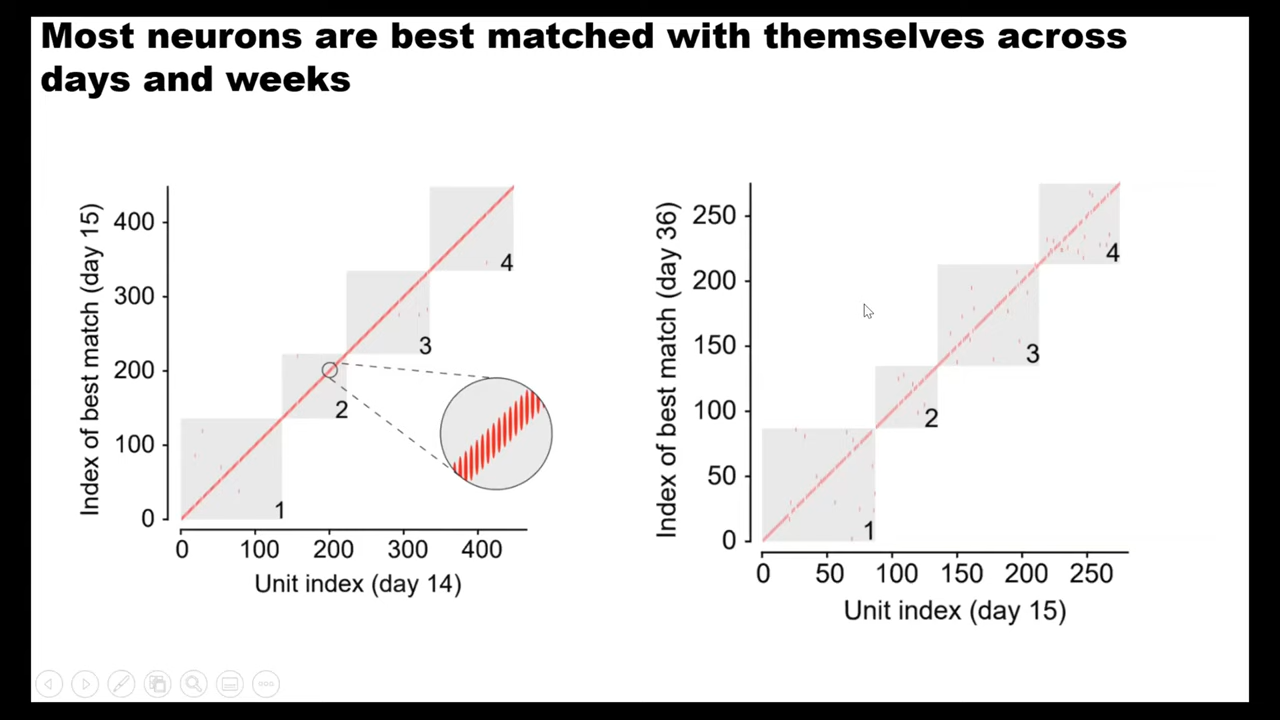 Most neurons are best matched with themselves across
days and weeks
Index of best match (day 15)
400
300
200
100
0
4
3
2
1
0 100 200 300 400
Unit index (day 14)
Index of best match (day 36)
250
200
150
100
50
0
4
3
2
1
0 50 100 150 200 250
Unit index (day 15)